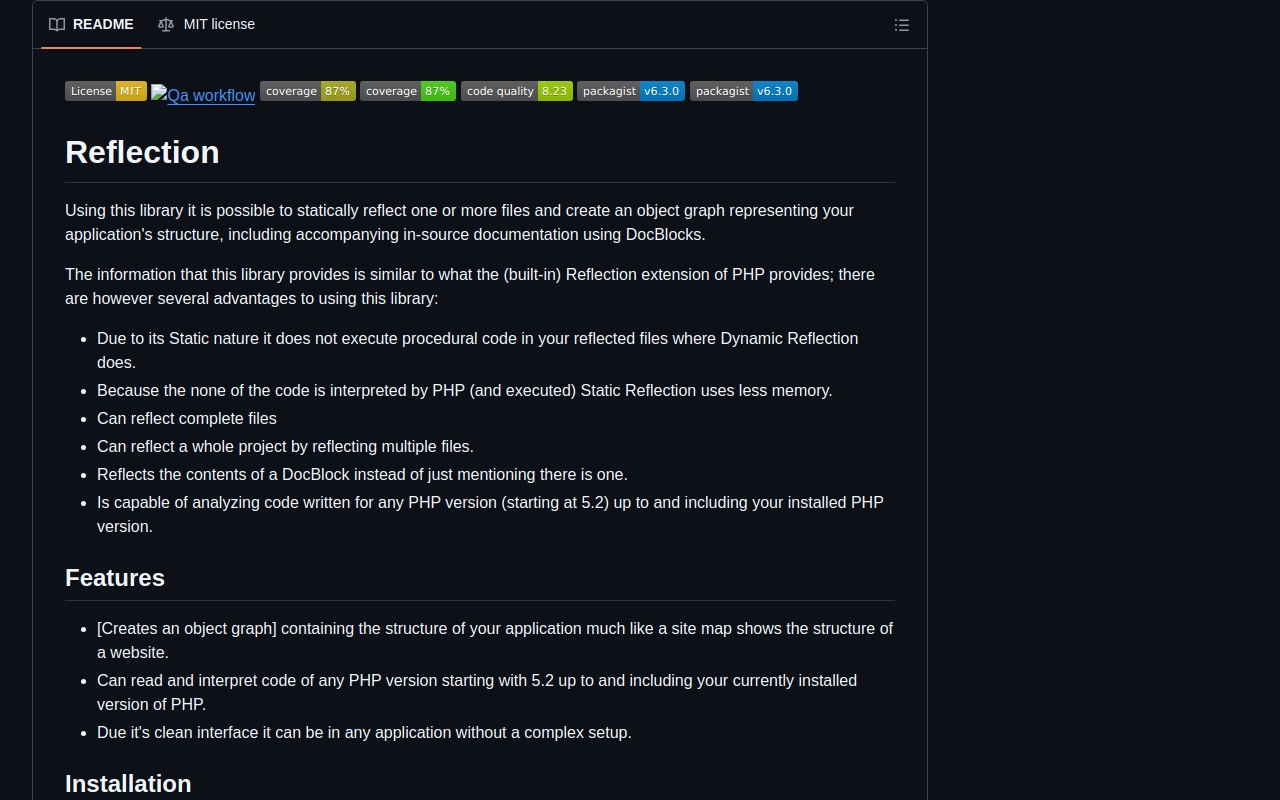 README MIT license
License MIT Qa workflow coverage 87% coverage 87% code quality 8.23 packagist v6.3.0 packagist v6.3.0
Reflection
Using this library it is possible to statically reflect one or more files and create an object graph representing your
application's structure, including accompanying in-source documentation using DocBlocks.
The information that this library provides is similar to what the (built-in) Reflection extension of PHP provides; there
are however several advantages to using this library:
Due to its Static nature it does not execute procedural code in your reflected files where Dynamic Reflection
does.
Because the none of the code is interpreted by PHP (and executed) Static Reflection uses less memory.
Can reflect complete files
Can reflect a whole project by reflecting multiple files.
Reflects the contents of a DocBlock instead of just mentioning there is one.
Is capable of analyzing code written for any PHP version (starting at 5.2) up to and including your installed PHP
version.
Features
[Creates an object graph] containing the structure of your application much like a site map shows the structure of
a website.
Can read and interpret code of any PHP version starting with 5.2 up to and including your currently installed
version of PHP.
Due it's clean interface it can be in any application without a complex setup.
Installation